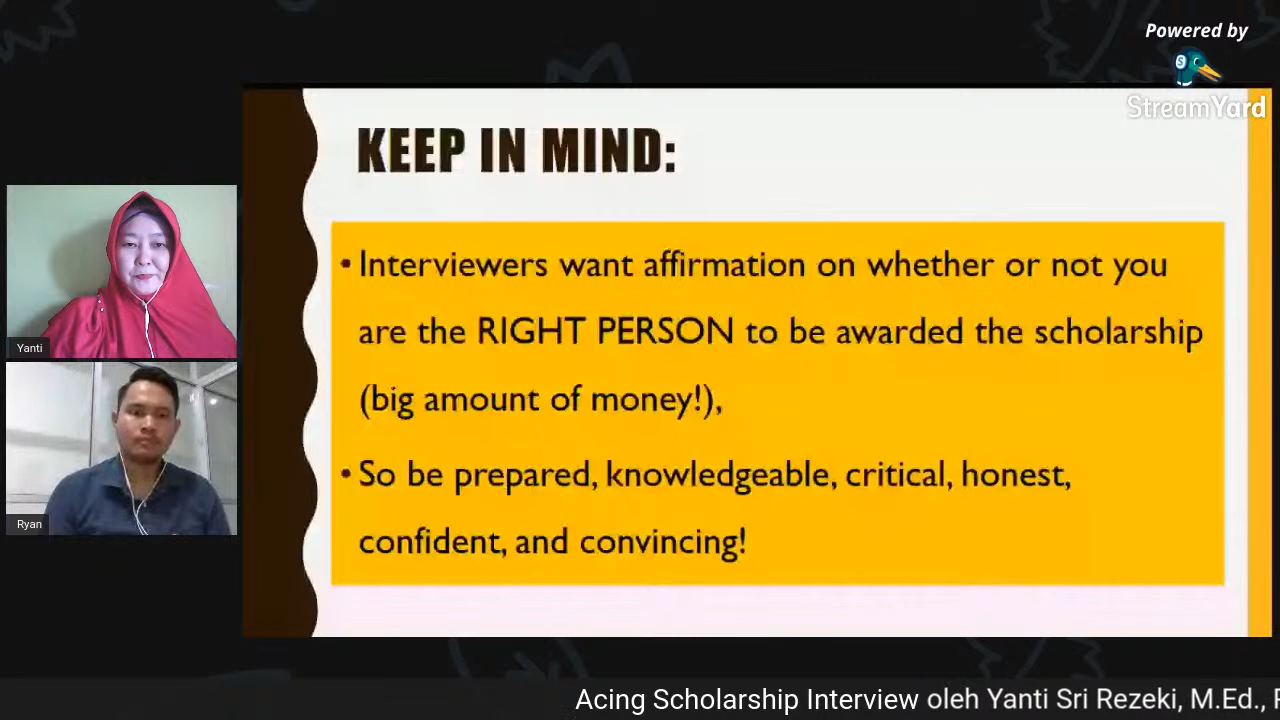 Powered by
StreamYard
KEEP IN MIND:
• Interviewers want affirmation on whether or not you
are the RIGHT PERSON to be awarded the scholarship
(big amount of money!),
• So be prepared, knowledgeable, critical, honest,
confident, and convincing!
Yanti
Ryan
Acing Scholarship Interview oleh Yanti Sri Rezeki, M.Ed.,